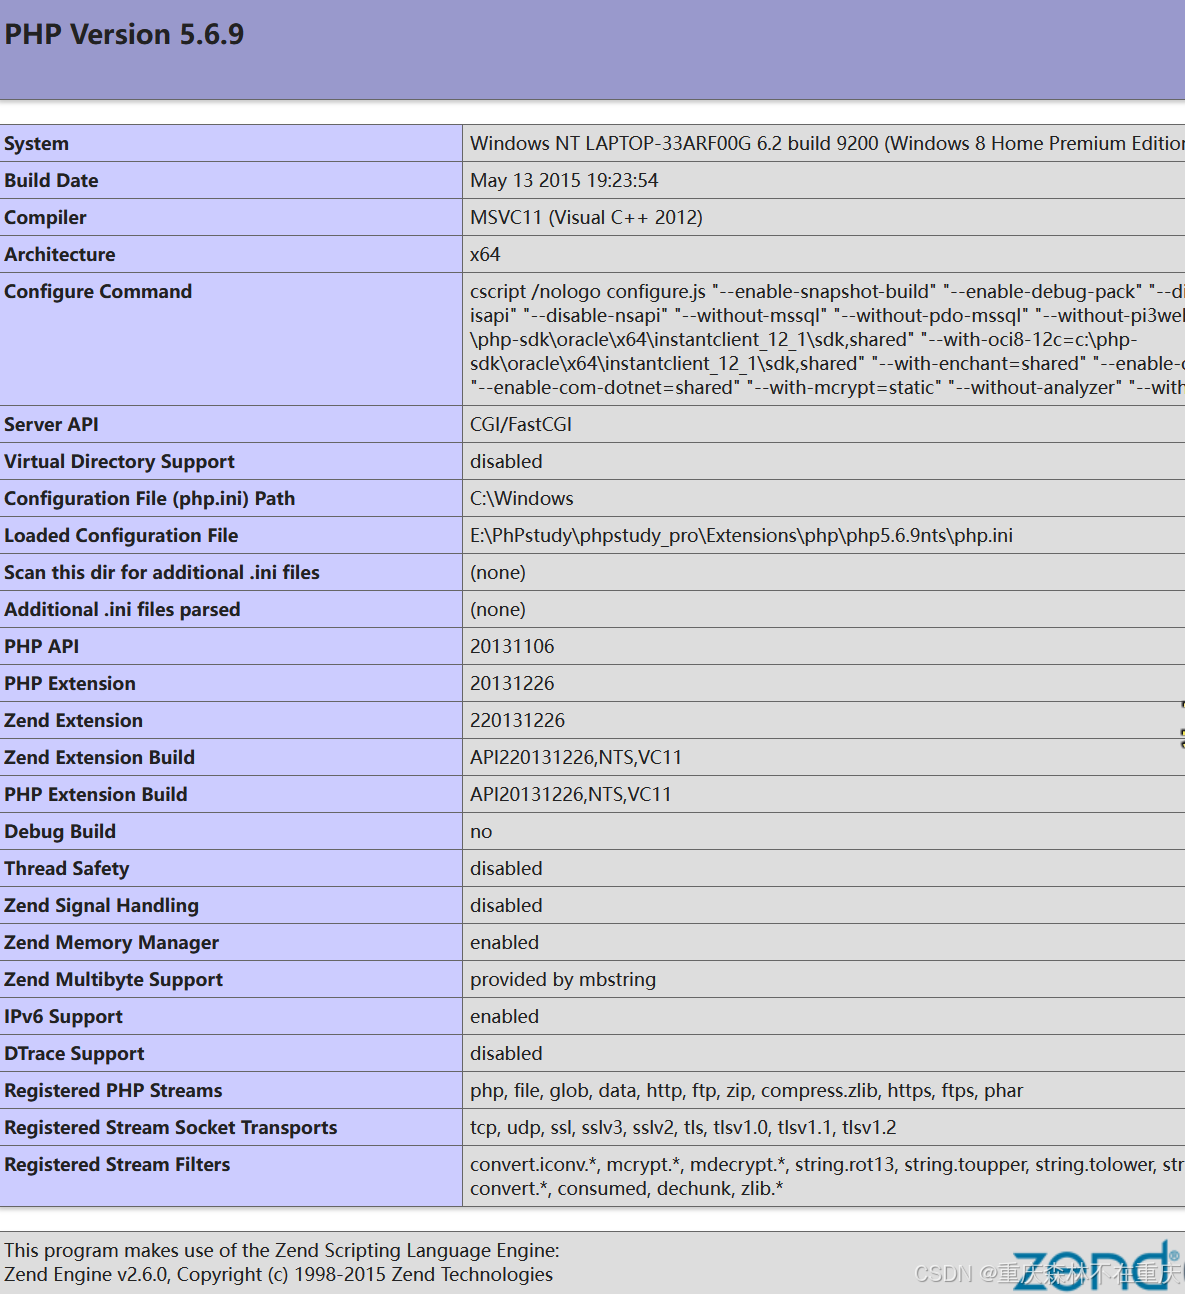 PHP Version 5.6.9
System Windows NT LAPTOP-33ARF00G 6.2 build 9200 (Windows 8 Home Premium
Build Date May 13 2015 19:23:54
Compiler MSVC11 (Visual C++ 2012)
Architecture x64
Configure Command cscript /nologo configure.js "--enable-snapshot-build" "--enable-debug-pack"
isapi" "--disable-nsapi" "--without-mssql" "--without-pdo-mssql"
\php-sdk\oracle\x64\instantclient_12_1\sdk,shared" "--with-oci8-12c=c:\php-
sdk\oracle\x64\instantclient_12_1\sdk,shared" "--with-enchant=shared"
"--enable-com-dotnet=shared" "--with-mcrypt=static" "--without-analyzer"
Server API CGI/FastCGI
Virtual Directory Support disabled
Configuration File (php.ini) Path C:\Windows
Loaded Configuration File E:\PhPstudy\phpstudy_pro\Extensions\php\php5.6.9nts\php.ini
Scan this dir for additional .ini files (none)
Additional .ini files parsed (none)
PHP API 20131106
PHP Extension 20131226
Zend Extension 220131226
Zend Extension Build API220131226,NTS,VC11
PHP Extension Build API20131226,NTS,VC11
Debug Build no
Thread Safety disabled
Zend Signal Handling disabled
Zend Memory Manager enabled
Zend Multibyte Support provided by mbstring
IPv6 Support enabled
DTrace Support disabled
Registered PHP Streams php, file, glob, data, http, ftp, zip, compress.zlib, https, ftps, phar
Registered Stream Socket Transports tcp, udp, ssl, sslv3, sslv2, tls, tlsv1.0, tlsv1.1, tlsv1.2
Registered Stream Filters convert.iconv.*, mcrypt.*, mdecrypt.*, string.rot13, string.toupper, string.tolower,
convert.*, consumed, dechunk, zlib.*
This program makes use of the Zend Scripting Language Engine:
Zend Engine v2.6.0, Copyright (c) 1998-2015 Zend Technologies
zend®
CSDN @重庆森林不在重庆